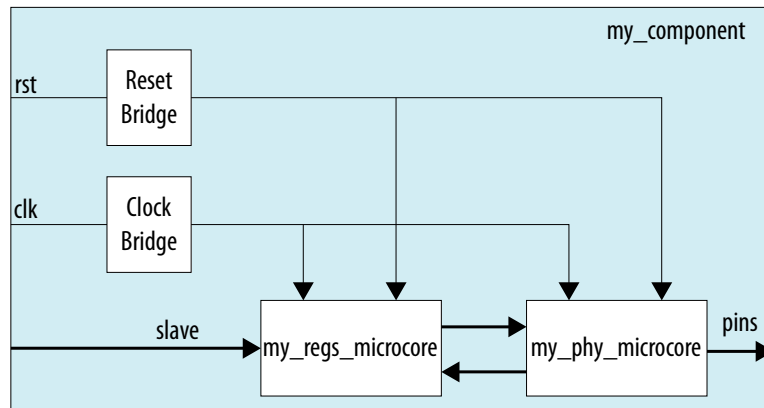 my_component
rst
Reset
Bridge
clk
Clock
Bridge
slave
my_regs_microcore
my_phy_microcore
pins